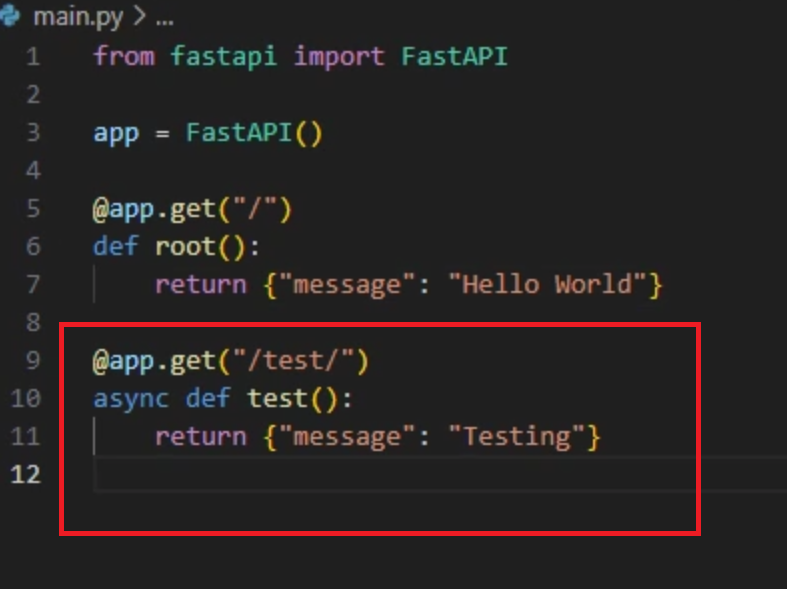 main.py > ...
1 from fastapi import FastAPI
2
3 app = FastAPI()
4
5 @app.get("/")
6 def root():
7     return {"message": "Hello World"}
8
9 @app.get("/test/")
10 async def test():
11     return {"message": "Testing"}
12